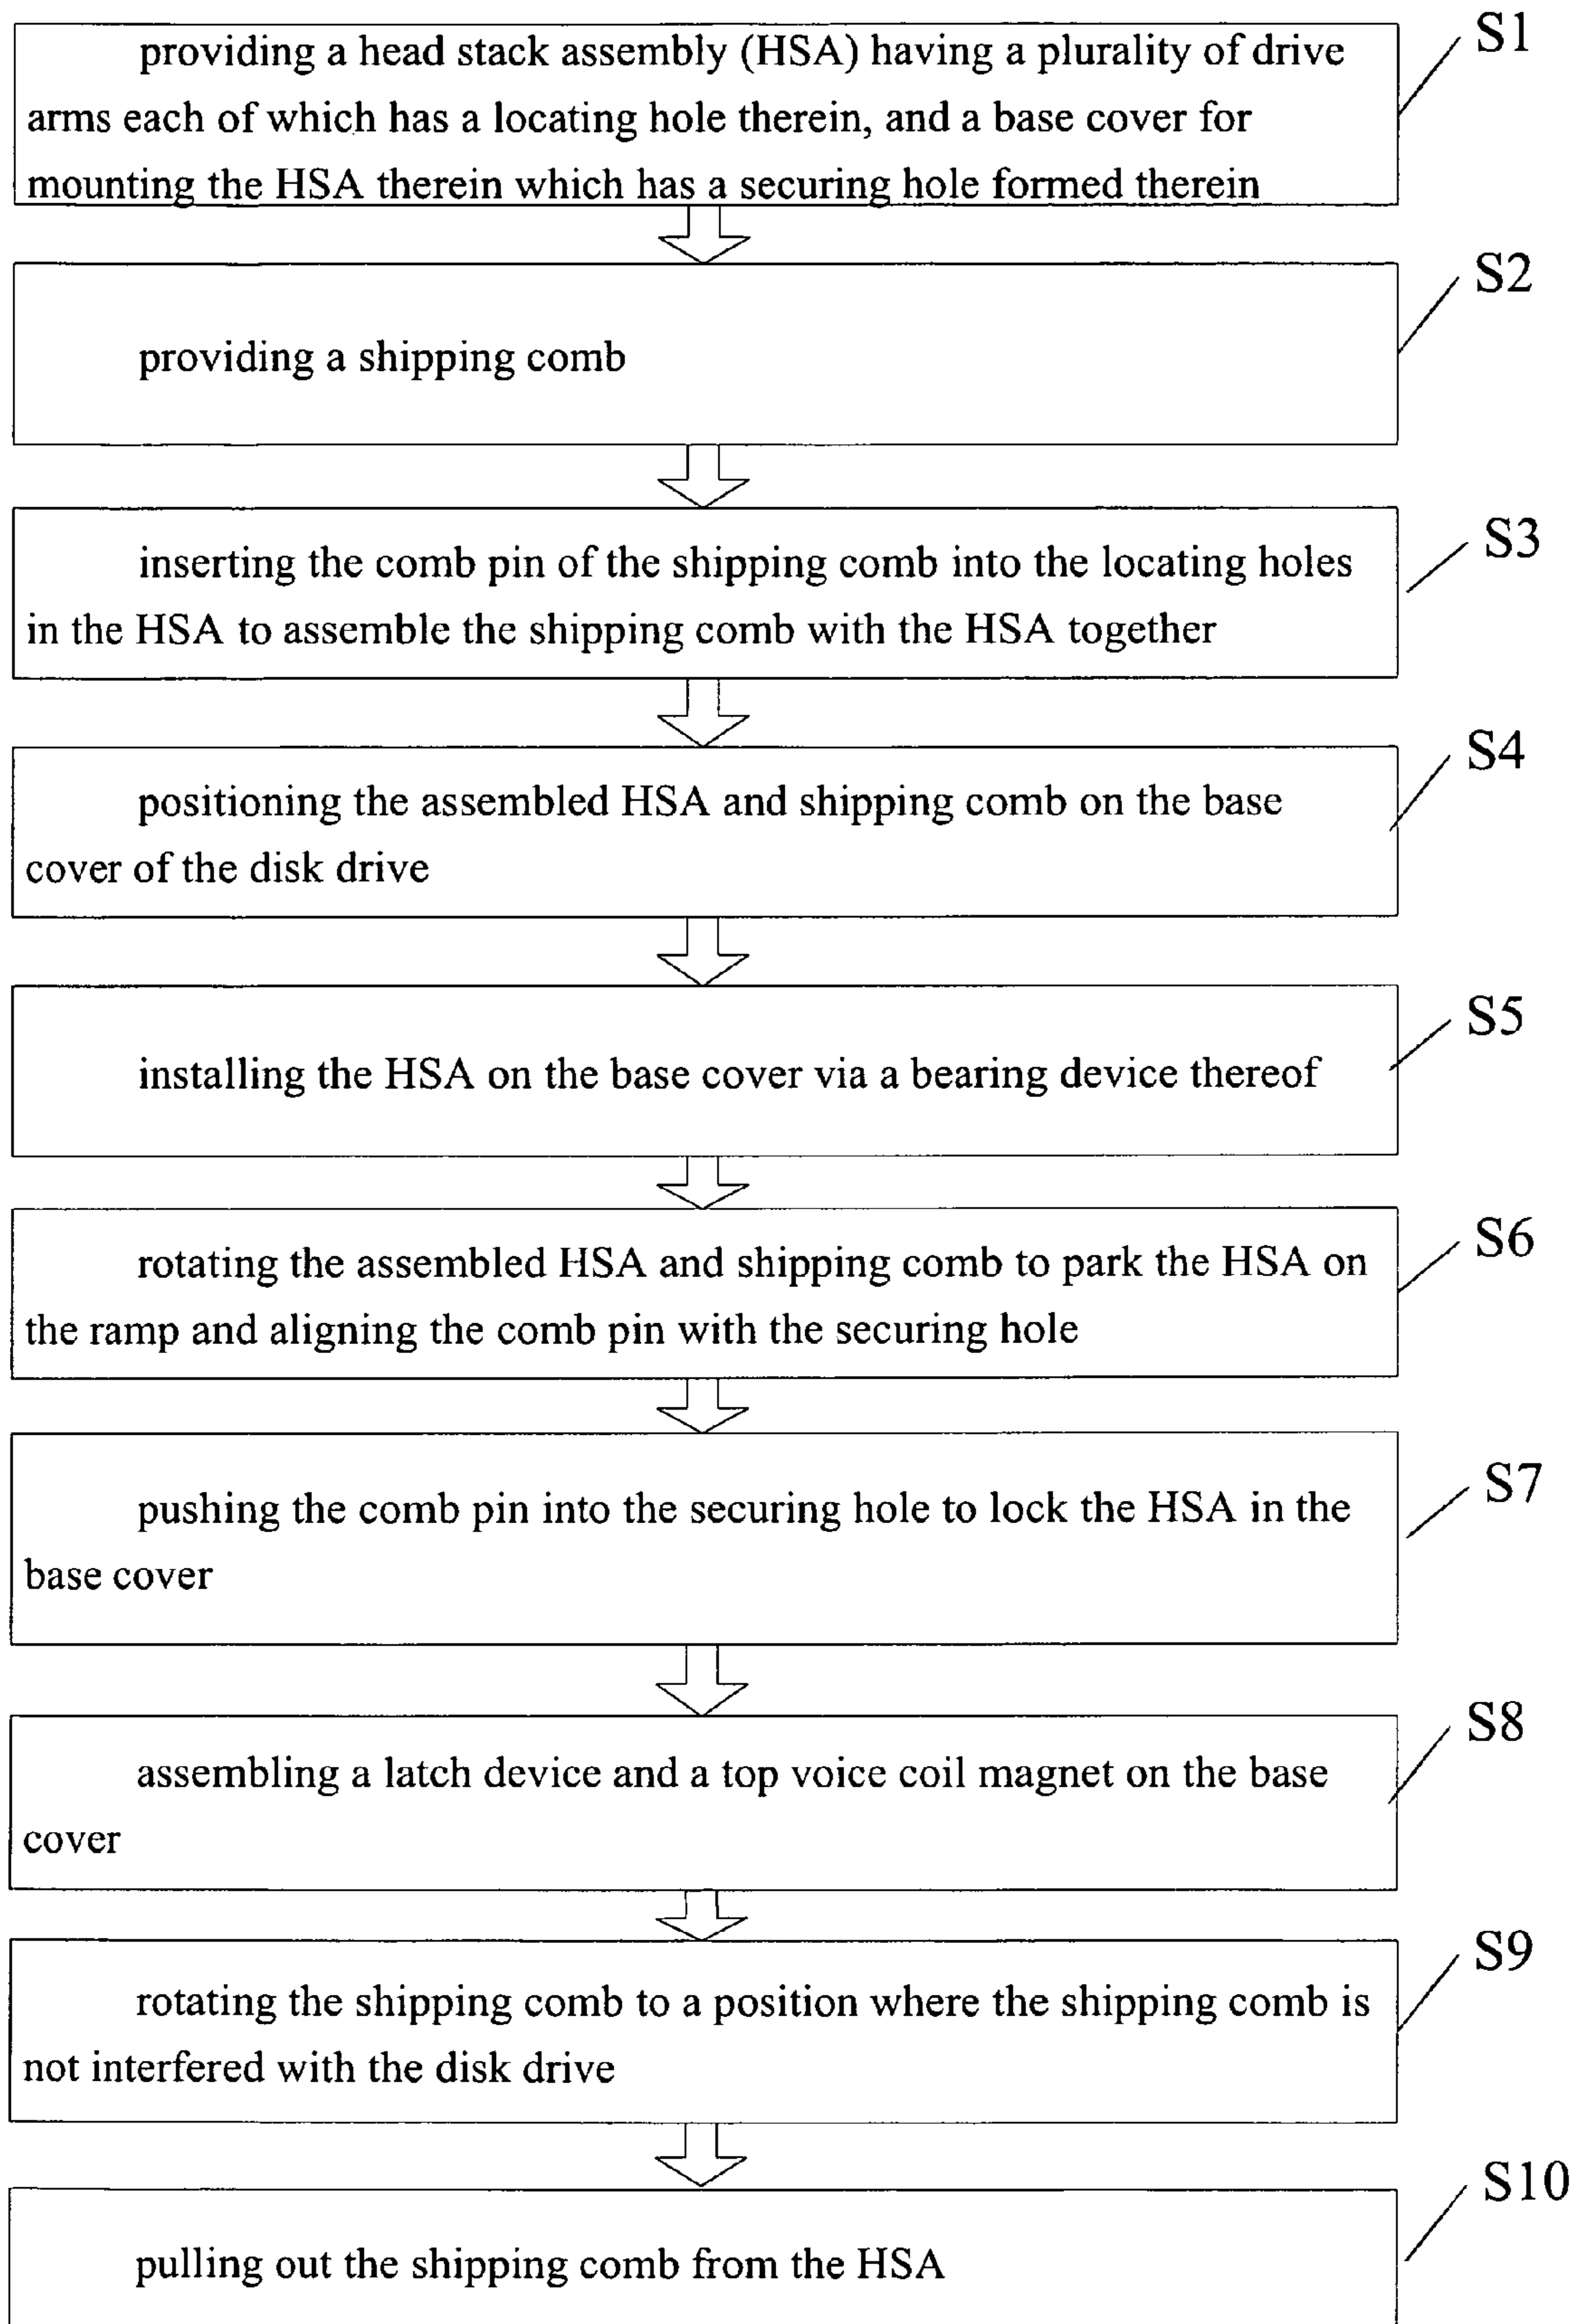 providing a head stack assembly (HSA) having a plurality of drive
arms each of which has a locating hole therein, and a base cover for
mounting the HSA therein which has a securing hole formed therein
S1
providing a shipping comb
S2
inserting the comb pin of the shipping comb into the locating holes
in the HSA to assemble the shipping comb with the HSA together
S3
positioning the assembled HSA and shipping comb on the base
cover of the disk drive
S4
installing the HSA on the base cover via a bearing device thereof
S5
rotating the assembled HSA and shipping comb to park the HSA on
the ramp and aligning the comb pin with the securing hole
S6
pushing the comb pin into the securing hole to lock the HSA in the
base cover
S7
assembling a latch device and a top voice coil magnet on the base
cover
S8
rotating the shipping comb to a position where the shipping comb is
not interfered with the disk drive
S9
pulling out the shipping comb from the HSA
S10